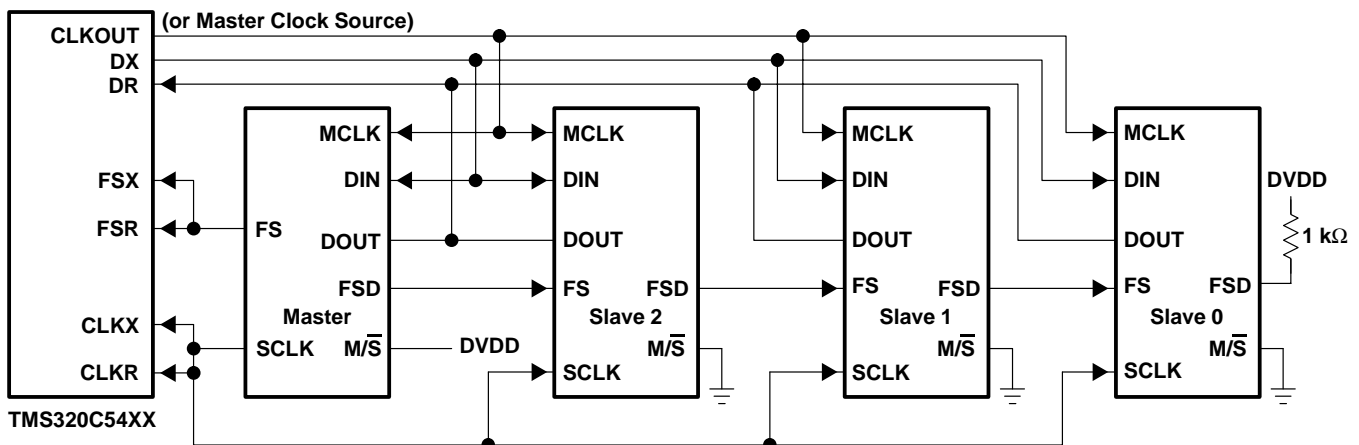 (or Master Clock Source)
CLKOUT
DX
DR
FSX
FSR
CLKX
CLKR
TMS320C54XX
MCLK
DIN
FS
DOUT
FSD
Master
SCLK
M/S̅
DVDD
MCLK
DIN
DOUT
FS
FSD
Slave 2
M/S̅
SCLK
MCLK
DIN
DOUT
FS
FSD
Slave 1
M/S̅
SCLK
MCLK
DIN
DOUT
FS
FSD
Slave 0
M/S̅
SCLK
DVDD
1 kΩ